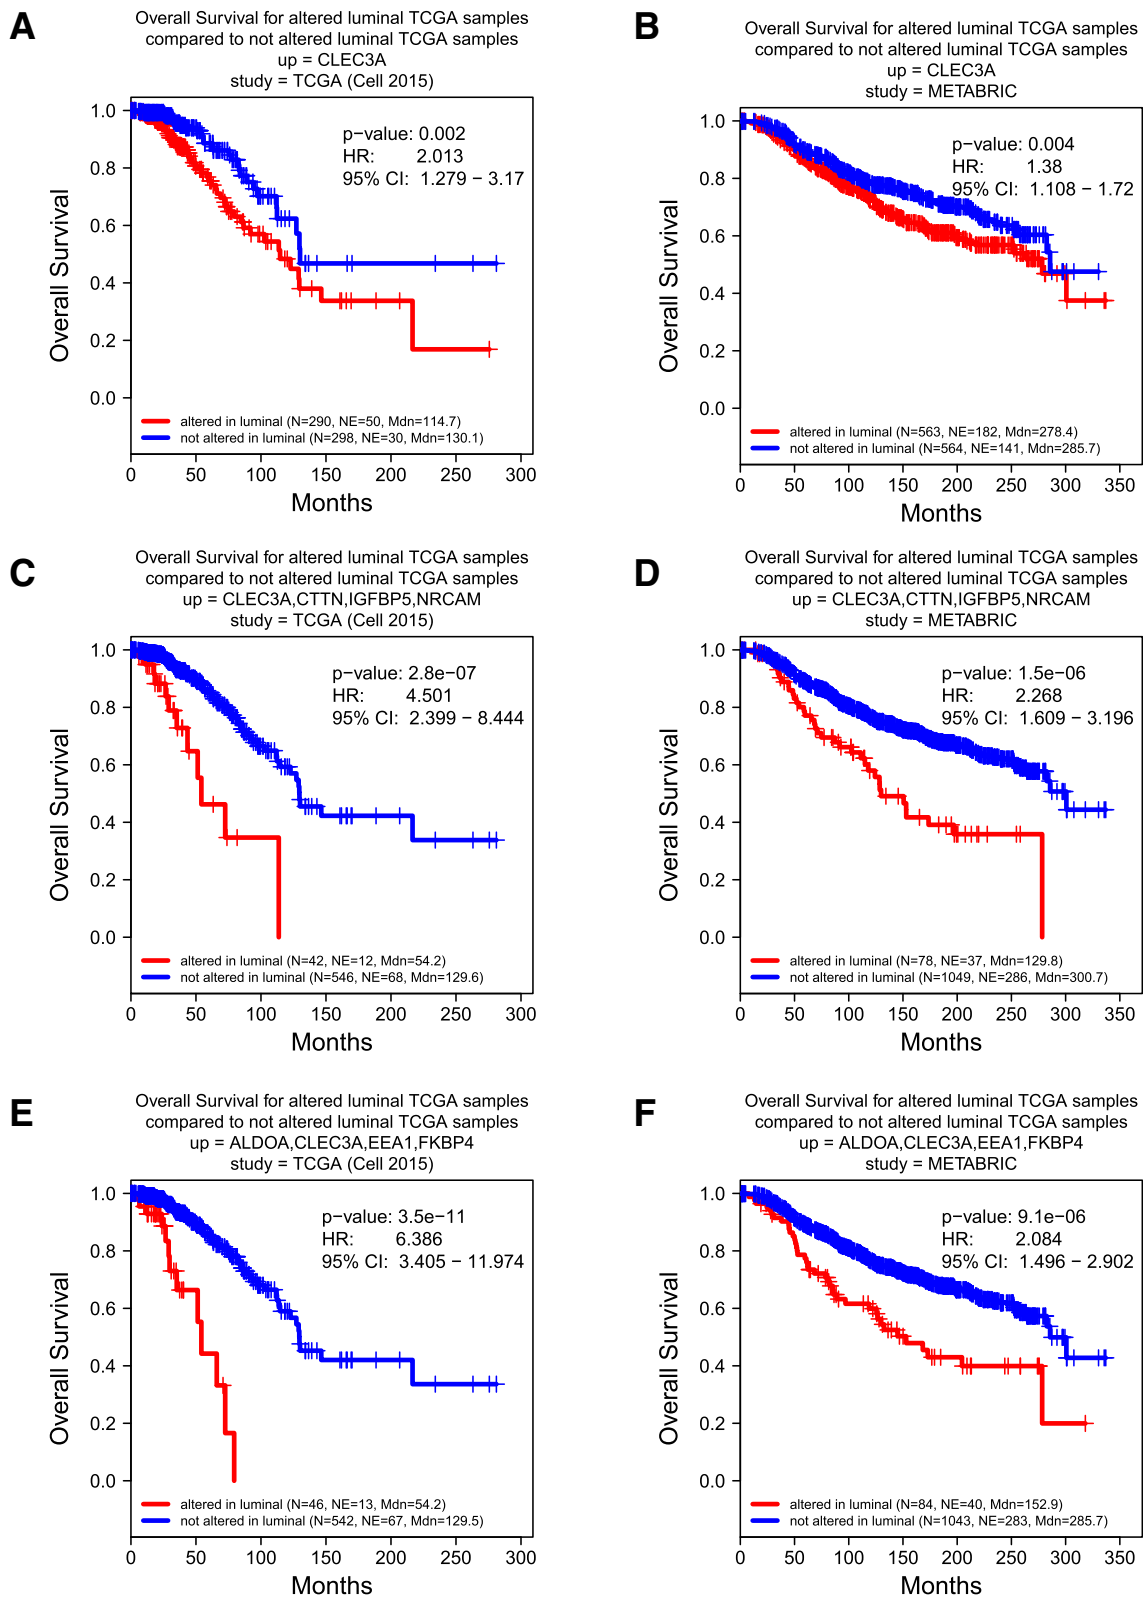 A
Overall Survival for altered luminal TCGA samples
compared to not altered luminal TCGA samples
up = CLEC3A
study = TCGA (Cell 2015)
p-value: 0.002
HR: 2.013
95% CI: 1.279 − 3.17
Overall Survival
1.0
0.8
0.6
0.4
0.2
0.0
altered in luminal (N=290, NE=50, Mdn=114.7)
not altered in luminal (N=298, NE=30, Mdn=130.1)
0 50 100 150 200 250 300
Months
B
Overall Survival for altered luminal TCGA samples
compared to not altered luminal TCGA samples
up = CLEC3A
study = METABRIC
p-value: 0.004
HR: 1.38
95% CI: 1.108 − 1.72
Overall Survival
1.0
0.8
0.6
0.4
0.2
0.0
altered in luminal (N=563, NE=182, Mdn=278.4)
not altered in luminal (N=564, NE=141, Mdn=285.7)
0 50 100 150 200 250 300 350
Months
C
Overall Survival for altered luminal TCGA samples
compared to not altered luminal TCGA samples
up = CLEC3A,CTTN,IGFBP5,NRCAM
study = TCGA (Cell 2015)
p-value: 2.8e−07
HR: 4.501
95% CI: 2.399 − 8.444
Overall Survival
1.0
0.8
0.6
0.4
0.2
0.0
altered in luminal (N=42, NE=12, Mdn=54.2)
not altered in luminal (N=546, NE=68, Mdn=129.6)
0 50 100 150 200 250 300
Months
D
Overall Survival for altered luminal TCGA samples
compared to not altered luminal TCGA samples
up = CLEC3A,CTTN,IGFBP5,NRCAM
study = METABRIC
p-value: 1.5e−06
HR: 2.268
95% CI: 1.609 − 3.196
Overall Survival
1.0
0.8
0.6
0.4
0.2
0.0
altered in luminal (N=78, NE=37, Mdn=129.8)
not altered in luminal (N=1049, NE=286, Mdn=300.7)
0 50 100 150 200 250 300 350
Months
E
Overall Survival for altered luminal TCGA samples
compared to not altered luminal TCGA samples
up = ALDOA,CLEC3A,EEA1,FKBP4
study = TCGA (Cell 2015)
p-value: 3.5e−11
HR: 6.386
95% CI: 3.405 − 11.974
Overall Survival
1.0
0.8
0.6
0.4
0.2
0.0
altered in luminal (N=46, NE=13, Mdn=54.2)
not altered in luminal (N=542, NE=67, Mdn=129.5)
0 50 100 150 200 250 300
Months
F
Overall Survival for altered luminal TCGA samples
compared to not altered luminal TCGA samples
up = ALDOA,CLEC3A,EEA1,FKBP4
study = METABRIC
p-value: 9.1e−06
HR: 2.084
95% CI: 1.496 − 2.902
Overall Survival
1.0
0.8
0.6
0.4
0.2
0.0
altered in luminal (N=84, NE=40, Mdn=152.9)
not altered in luminal (N=1043, NE=283, Mdn=285.7)
0 50 100 150 200 250 300 350
Months